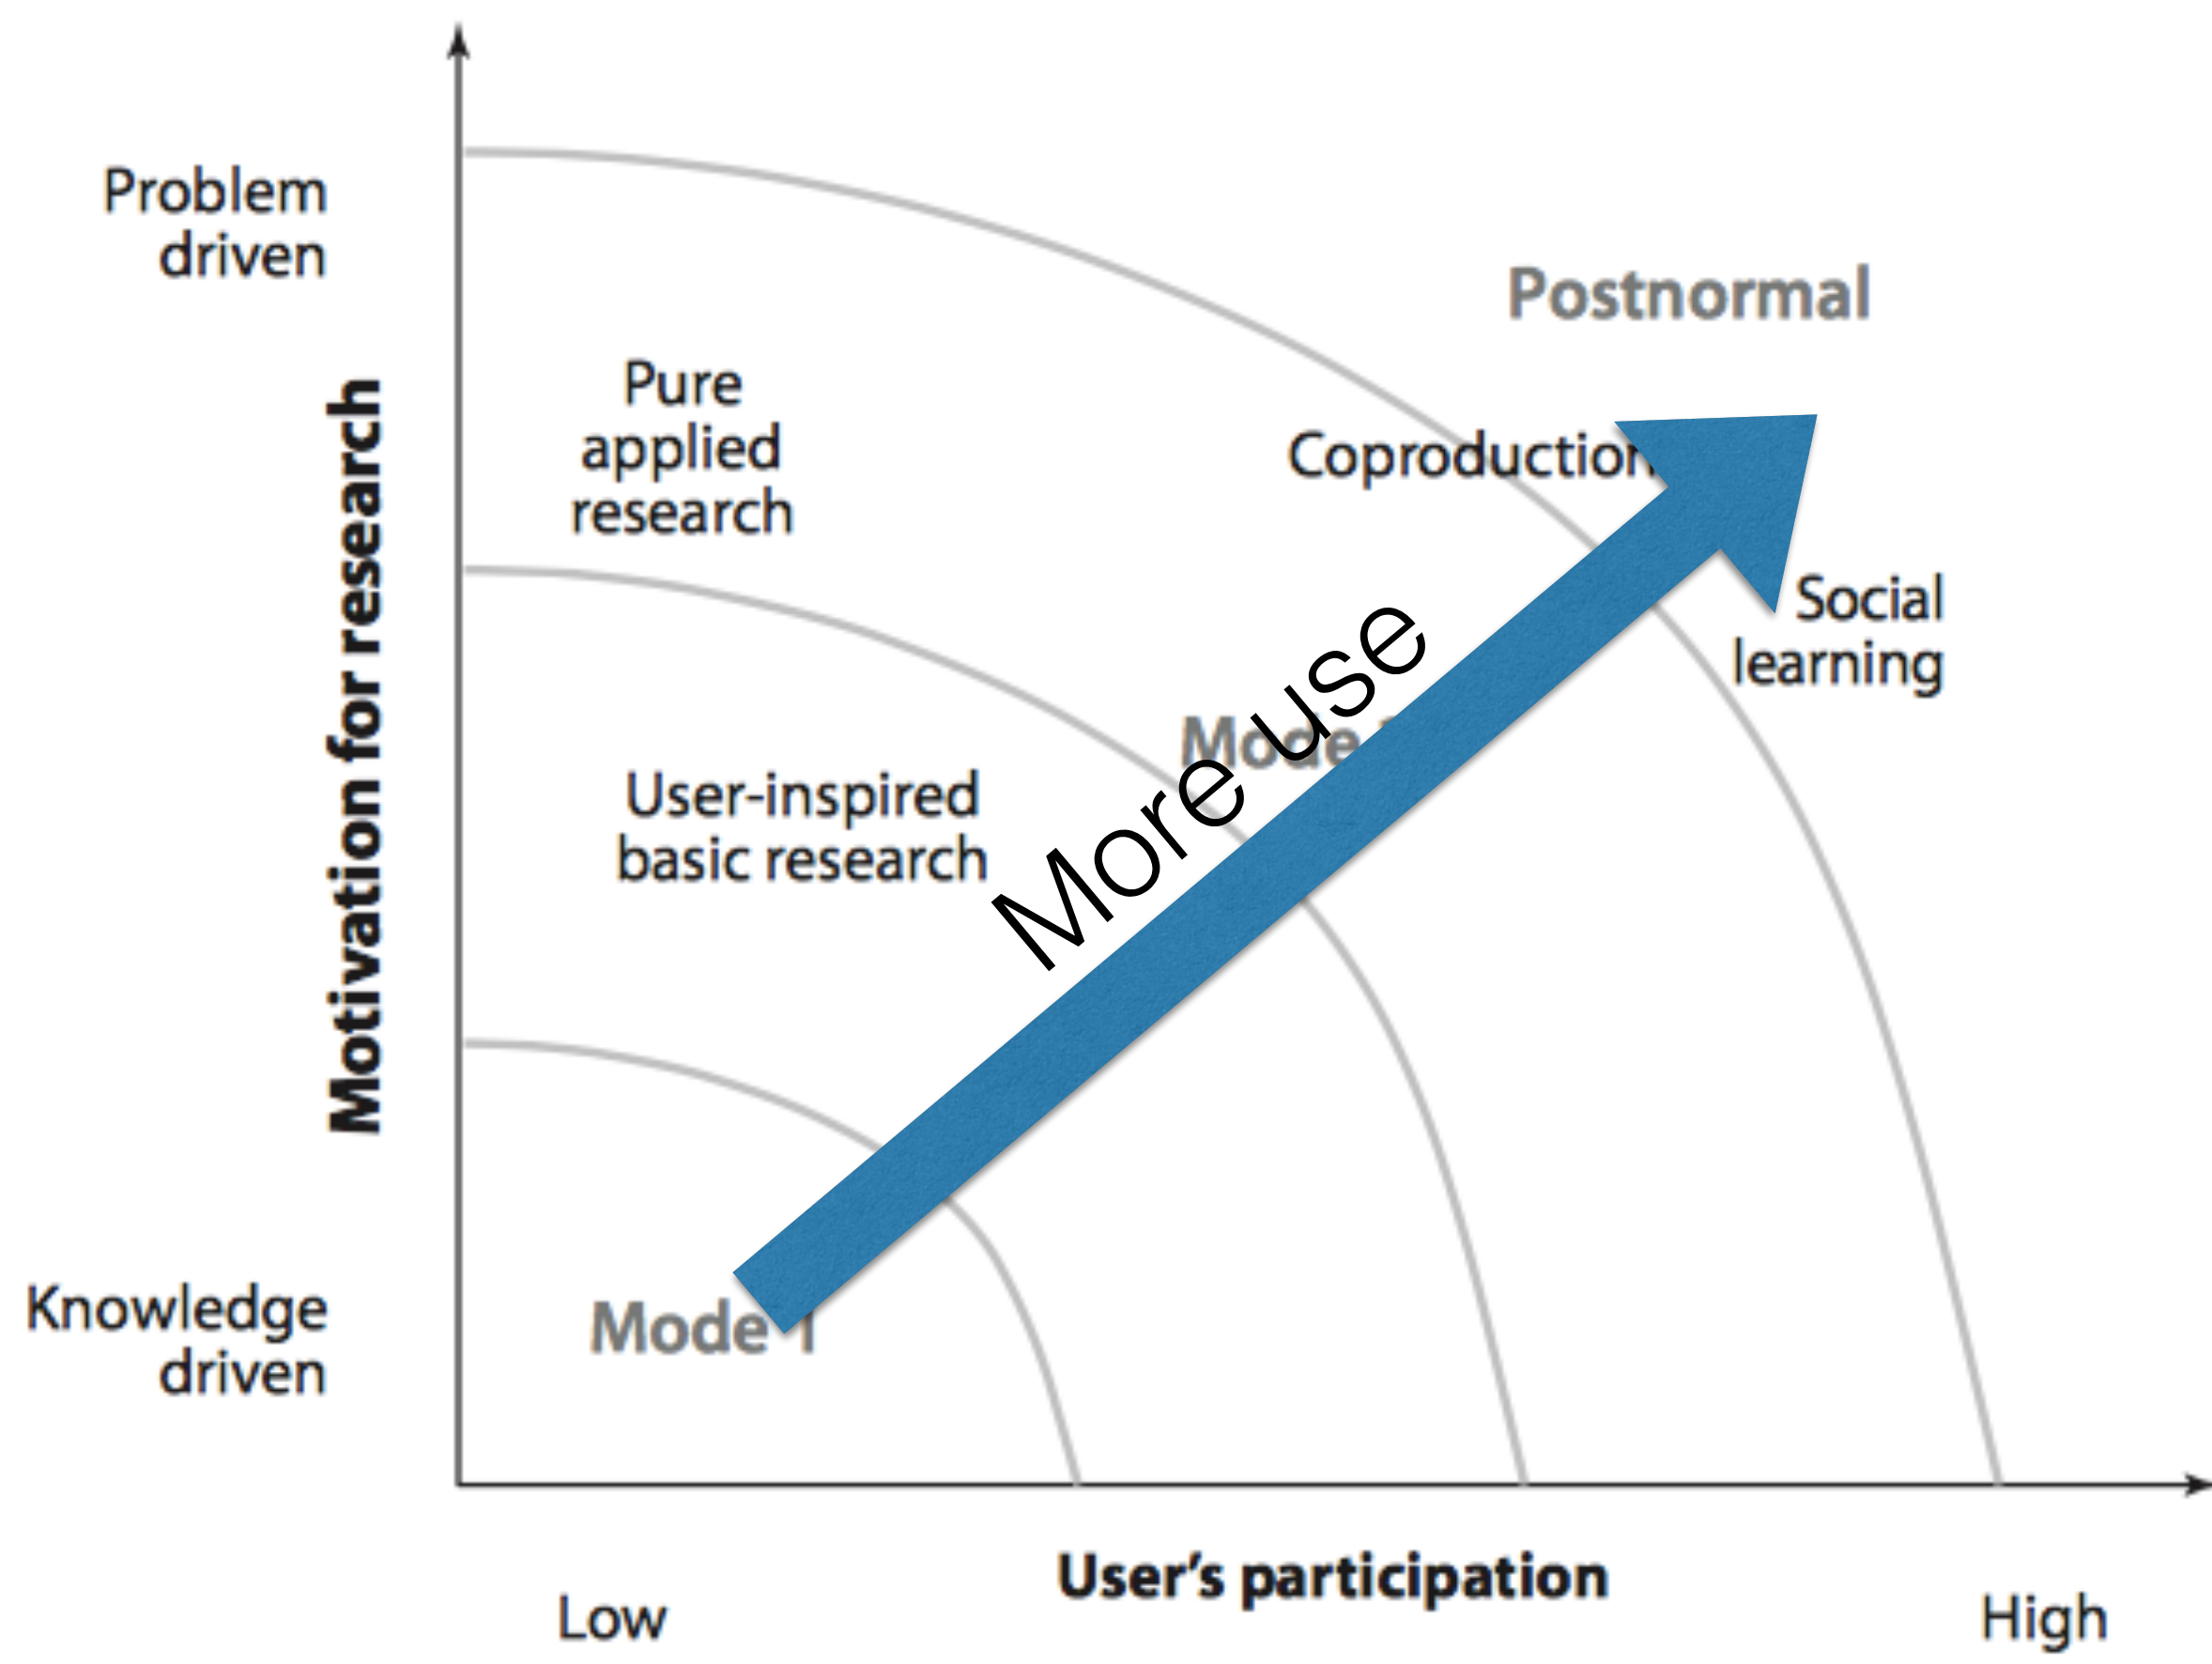 Problem
driven
Postnormal
Pure
applied
research
Coproduction
Motivation for research
Social
learning
More use
Mode
User-inspired
basic research
Knowledge
driven
Mode 1
User's participation
Low
High